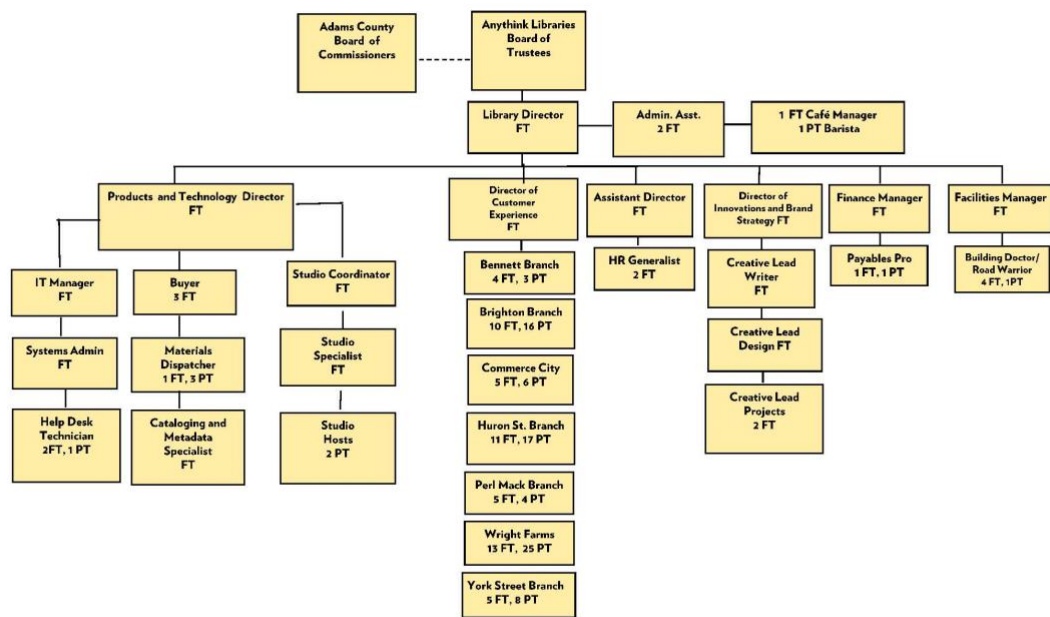 Adams County
Board of
Commissioners
Anythink Libraries
Board of
Trustees
Library Director
FT
Admin. Asst.
2 FT
1 FT Café Manager
1 PT Barista
Products and Technology Director
FT
Director of
Customer
Experience
FT
Assistant Director
FT
Director
of Innovations and Brand
Strategy FT
Finance Manager
FT
Facilities Manager
FT
IT Manager
FT
Systems Admin
FT
Help Desk
Technician
2FT, 1 PT
Buyer
3 FT
Materials
Dispatcher
1 FT, 3 PT
Cataloging and
Metadata
Specialist
FT
Studio Coordinator
FT
Studio
Specialist
FT
Studio
Hosts
2 PT
Bennett Branch
4 FT, 3 PT
Brighton Branch
10 FT, 16 PT
Commerce City
5 FT, 6 PT
Huron St. Branch
11 FT, 17 PT
Perl Mack Branch
5 FT, 4 PT
Wright Farms
13 FT, 25 PT
York Street Branch
5 FT, 8 PT
HR Generalist
2 FT
Creative Lead
Writer
FT
Creative Lead
Design FT
Creative Lead
Projects
2 FT
Payables Pro
1 FT, 1 PT
Building Doctor/
Road Warrior
4 FT, 1PT